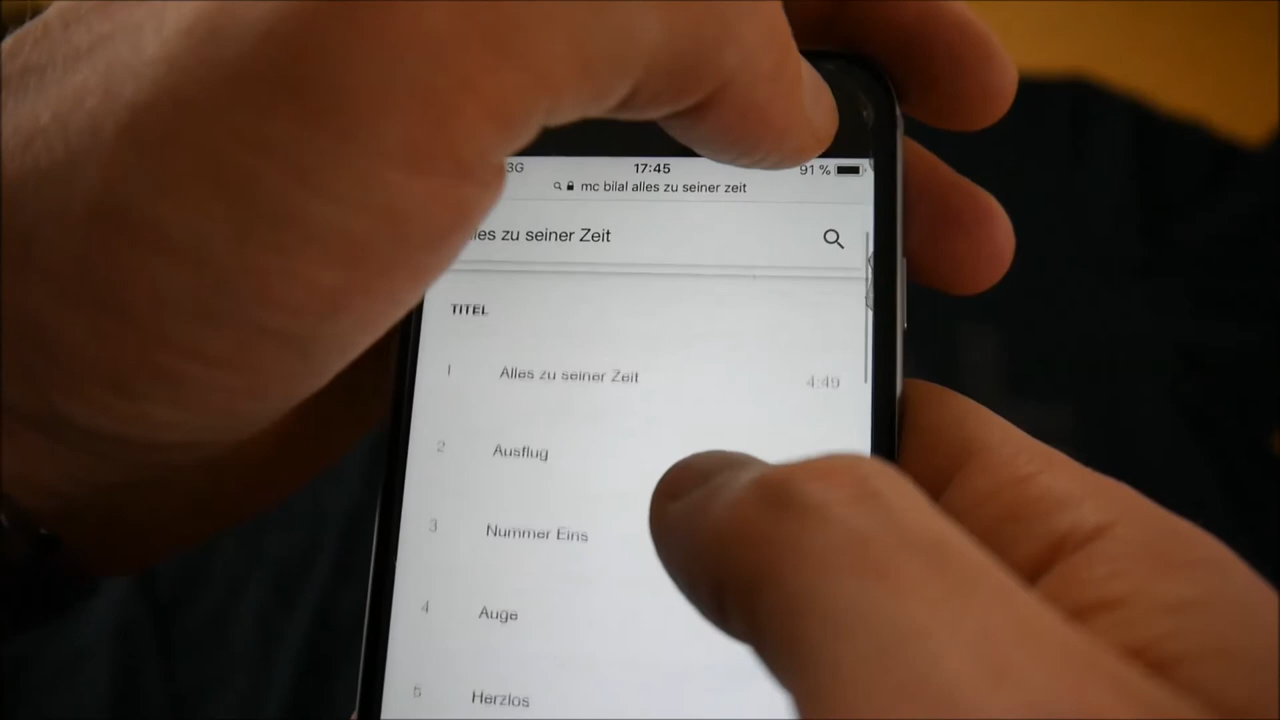 3G 17:45 91 %
mc bilal alles zu seiner zeit
zu seiner Zeit
TITEL
1 Alles zu seiner Zeit 4:49
2 Ausflug
3 Nummer Eins
4 Auge
5 Herzlos